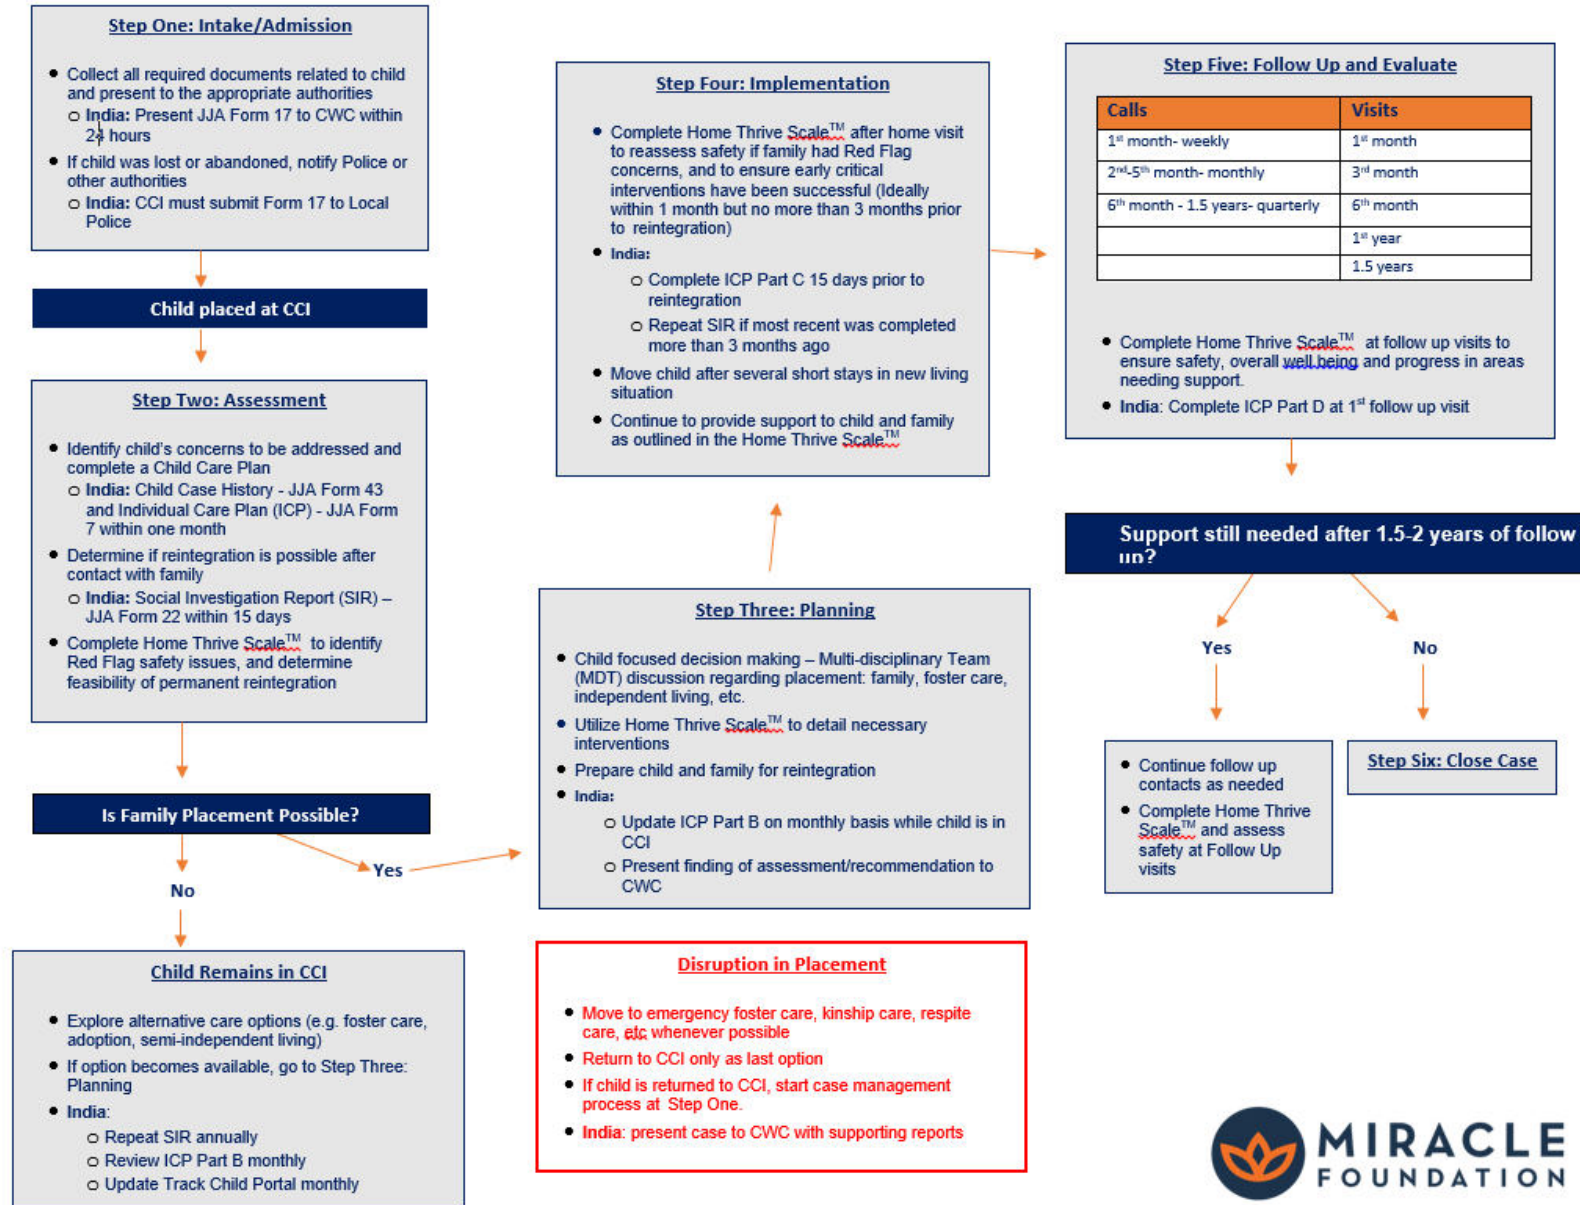 Step One: Intake/Admission
• Collect all required documents related to child
and present to the appropriate authorities
o India: Present JJA Form 17 to CWC within
24 hours
• If child was lost or abandoned, notify Police or
other authorities
o India: CCI must submit Form 17 to Local
Police
Child placed at CCI
Step Two: Assessment
• Identify child's concerns to be addressed and
complete a Child Care Plan
o India: Child Case History - JJA Form 43
and Individual Care Plan (ICP) - JJA Form
7 within one month
• Determine if reintegration is possible after
contact with family
o India: Social Investigation Report (SIR) –
JJA Form 22 within 15 days
• Complete Home Thrive Scale™ to identify
Red Flag safety issues, and determine
feasibility of permanent reintegration
Is Family Placement Possible?
Yes
No
Child Remains in CCI
• Explore alternative care options (e.g. foster care,
adoption, semi-independent living)
• If option becomes available, go to Step Three:
Planning
• India:
o Repeat SIR annually
o Review ICP Part B monthly
o Update Track Child Portal monthly
Step Three: Planning
• Child focused decision making – Multi-disciplinary Team
(MDT) discussion regarding placement: family, foster care,
independent living, etc.
• Utilize Home Thrive Scale™ to detail necessary
interventions
• Prepare child and family for reintegration
• India:
o Update ICP Part B on monthly basis while child is in
CCI
o Present finding of assessment/recommendation to
CWC
Step Four: Implementation
• Complete Home Thrive Scale™ after home visit
to reassess safety if family had Red Flag
concerns, and to ensure early critical
interventions have been successful (Ideally
within 1 month but no more than 3 months prior
to reintegration)
• India:
o Complete ICP Part C 15 days prior to
reintegration
o Repeat SIR if most recent was completed
more than 3 months ago
• Move child after several short stays in new living
situation
• Continue to provide support to child and family
as outlined in the Home Thrive Scale™
Disruption in Placement
• Move to emergency foster care, kinship care, respite
care, etc whenever possible
• Return to CCI only as last option
• If child is returned to CCI, start case management
process at Step One.
• India: present case to CWC with supporting reports
Step Five: Follow Up and Evaluate
Calls Visits
1st month- weekly 1st month
2nd-5th month- monthly 3rd month
6th month - 1.5 years- quarterly 6th month
1st year
1.5 years
• Complete Home Thrive Scale™ at follow up visits to
ensure safety, overall well.being and progress in areas
needing support.
• India: Complete ICP Part D at 1st follow up visit
Support still needed after 1.5-2 years of follow
up?
Yes
No
• Continue follow up
contacts as needed
• Complete Home Thrive
Scale™ and assess
safety at Follow Up
visits
Step Six: Close Case
MIRACLE
FOUNDATION